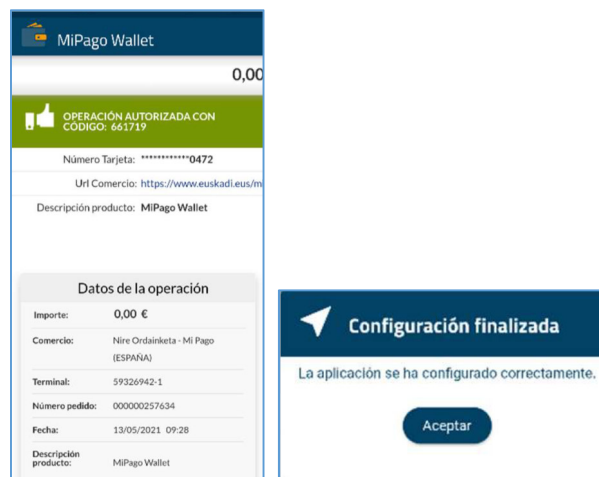 MiPago Wallet
0,00
OPERACIÓN AUTORIZADA CON
CÓDIGO: 661719
Número Tarjeta: ************0472
Url Comercio: https://www.euskadi.eus/m
Descripción producto: MiPago Wallet
Datos de la operación
Importe: 0,00 €
Comercio: Nire Ordainketa - Mi Pago
(ESPAÑA)
Terminal: 59326942-1
Número pedido: 000000257634
Fecha: 13/05/2021 09:28
Descripción
producto: MiPago Wallet
Configuración finalizada
La aplicación se ha configurado correctamente.
Aceptar